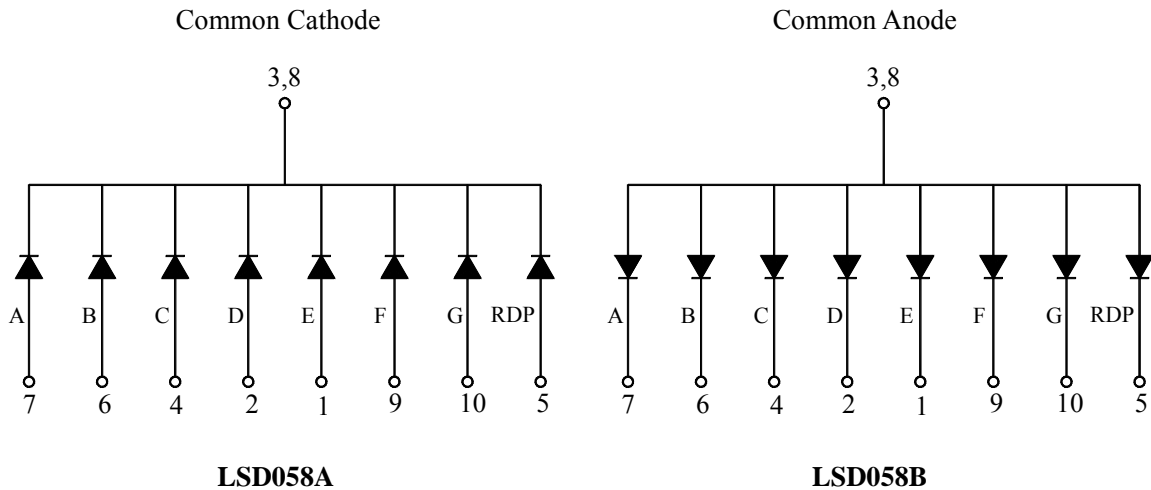 Common Cathode Common Anode
3,8 3,8
A B C D E F G RDP A B C D E F G RDP
7 6 4 2 1 9 10 5 7 6 4 2 1 9 10 5
LSD058A LSD058B